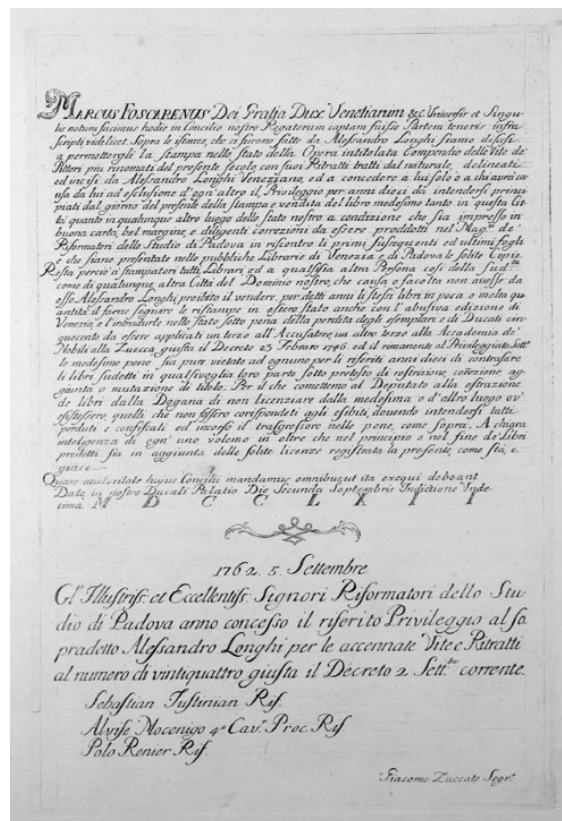 MARCUS FOSCARENUS Dei Gratia Dux Venetiarum &c. Universis et Singu-
lis notum facimus hodie in Concilio nostro Rogatorum captam fuisse Partem tenoris infra-
scripti videlicet. Sopra le istanze, che ci furono fatte da Alessandro Longhi siamo discesi
a permettergli la stampa nello stato della Opera intitolata Compendio delle Vite de'
Pittori più rinomati del presente secolo con suoi Ritratti tratti dal naturale, delineati
ed incisi da Alessandro Longhi Veneziano, ed a concedere a lui solo, o a chi avrà ca-
usa da lui ad esclusione d'ogn'altro il Privileggio per anni dieci da intendersi princi-
piati dal giorno del presente della stampa e vendita del libro medesimo tanto in questa Cit-
tà quanto in qualunque altro luogo dello Stato nostro a condizione che sia impresso in
buona carta, bel margine, e diligenti correzioni da essere prodotti nel Mag.to de'
Riformatori dello Studio di Padova in riscontro li primi susseguenti ed ultimi fogli
e che siano presentate nelle pubbliche Librarie di Venezia, e di Padova le solite Copie.
Resta perciò a' stampatori tutti, Librari, ed a qualsisia altra Persona così della sud.ta
come di qualunque altra Città del Dominio nostro, che causa o facoltà non avesse da
esso Alessandro Longhi proibito il vendere, per detti anni li stessi libri in poca o molta qu-
antità il farne seguire le ristampe in estero stato anche con l'abusiva edizione di
Venezia, e l'introdurle nello stato sotto pena della perdita degli esemplari e di Ducati cin-
quecento da essere applicati un terzo all'Accusatore, un altro terzo alla Accademia de'
Nobili alla Zuecca giusta il Decreto 23 Febraro 1746. ed il rimanente al Privileggiato. Sott'
le medesime pene sia pur vietato ad ognuno per li riferiti anni dieci di contrafare
li libri sudetti in qualsivoglia loro parte sotto pretesto di ristrizione, correzione, ag-
giunta o mutazione di titolo. Per il che comettemo al Deputato alla estrazione
de libri dalla Dogana di non licenziare dalla medesima o d'altro luogo ov'
esistessero, quelli che non fossero corispondeti agli esibiti, dovendo intendersi tutti
perduti e confiscati ed incorso il trasgressore nelle pene, come sopra. A chiara
inteligenza di ogn'uno volemo in oltre che nel principio o nel fine de' Libri
predetti sia in aggiunta delle solite licenze registrata la presente, come sta, e
giace
Quare auctoritate hujus Concilii mandamus omnibus ut ita exequi debeant
Dat. in nostro Ducali Palatio Die Secunda Septembris Indictione Unde-
cima M D C C L X I I
1762. 5. Settembre
Gl' Illustriss: et Eccellentiss: Signori Riformatori dello Stu-
dio di Padova anno concesso il riferito Privileggio al so-
pradetto Alessandro Longhi per le accennate Vite e Ritratti
al numero di vintiquattro giusta il Decreto 2 Sett.bre corrente.
Sebastian Justinian Rif.
Alvise Mocenigo 4º Cav.r Proc. Rif.
Polo Renier Rif.
Giacomo Zuccato Segr.º